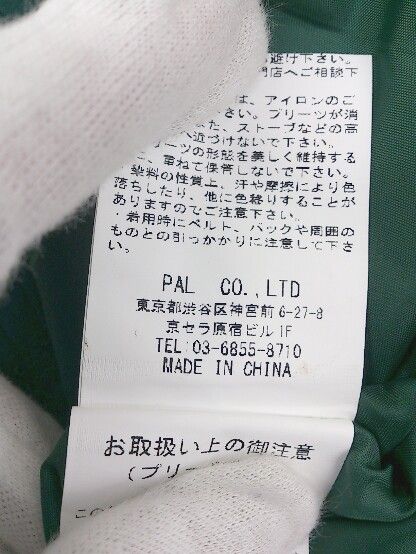 避け下さい。
門店へご相談下
は、アイロンのご
さい。プリーツが消
また、ストーブなどの高
へ近づけないで下さい。
リーツの形態を美しく維持する
、重ねて保管しないで下さい。
染料の性質上、汗や摩擦により色
落ちしたり、他に色移りすることが
ありますのでご注意下さい。
・着用時にベルト、バックや周囲の
ものとの引っかかりに注意して下さ
い。
PAL CO.,LTD
東京都渋谷区神宮前6-27-8
京セラ原宿ビル1F
TEL:03-6855-8710
MADE IN CHINA
お取扱い上の御注意
(プリー
この